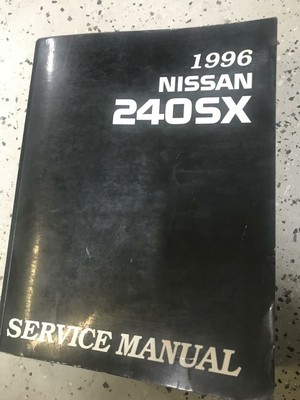 1996
NISSAN
240SX
SERVICE MANUAL